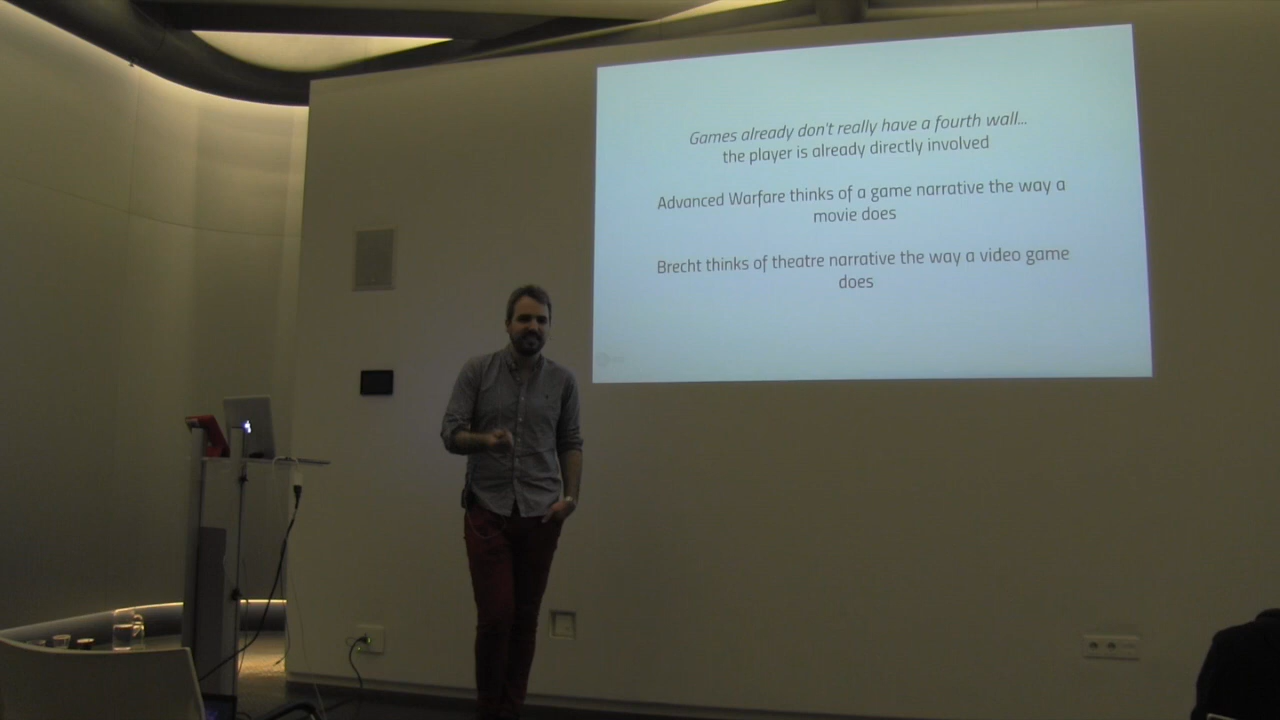 Games already don't really have a fourth wall...
the player is already directly involved
Advanced Warfare thinks of a game narrative the way a
movie does
Brecht thinks of theatre narrative the way a video game
does